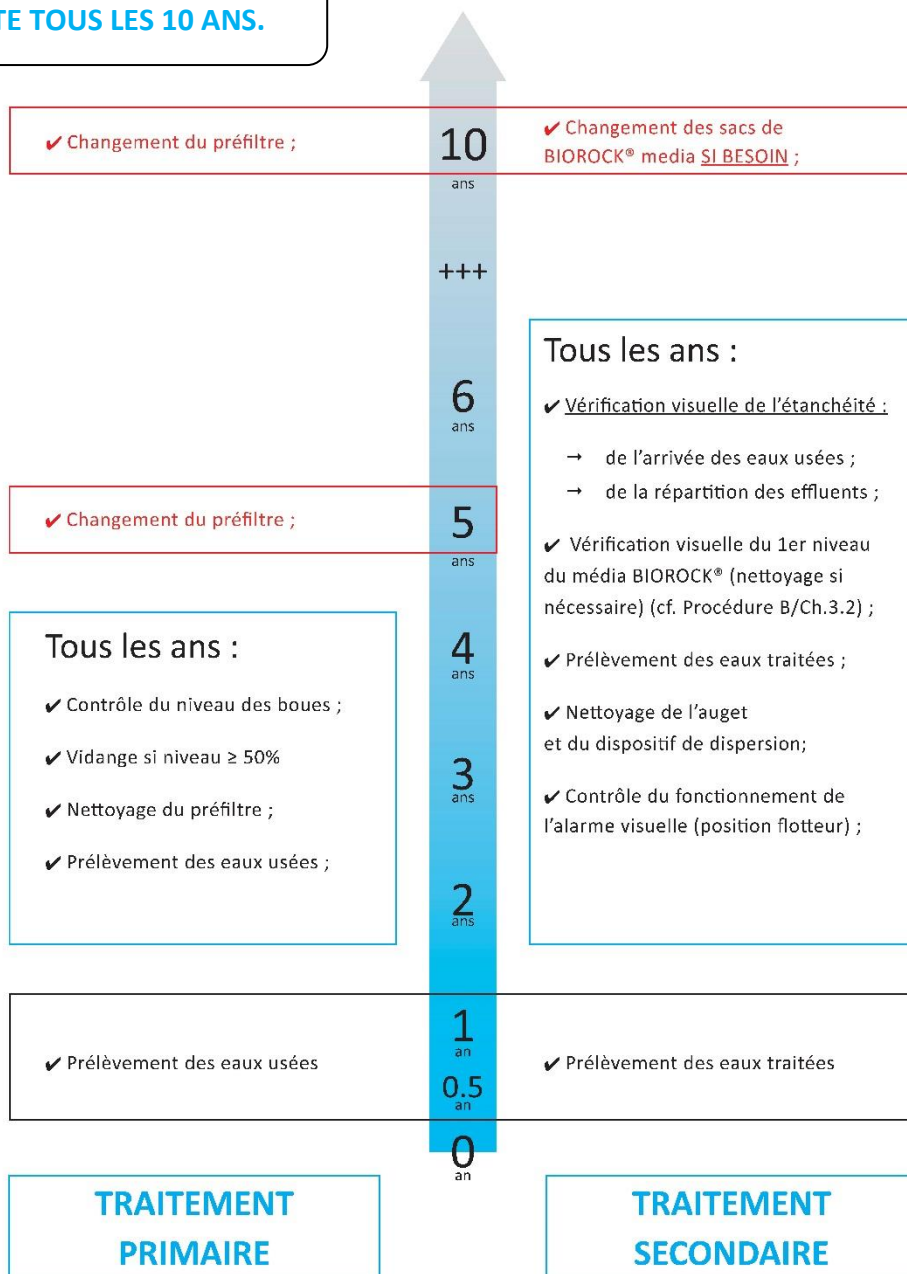 TE TOUS LES 10 ANS.
✔ Changement du préfiltre ;
10
ans
✔ Changement des sacs de
BIOROCK® media SI BESOIN ;
+++
6
ans
✔ Changement du préfiltre ;
5
ans
Tous les ans :
✔ Contrôle du niveau des boues ;
✔ Vidange si niveau ≥ 50%
✔ Nettoyage du préfiltre ;
✔ Prélèvement des eaux usées ;
4
ans
3
ans
2
ans
Tous les ans :
✔ Vérification visuelle de l’étanchéité :
→ de l’arrivée des eaux usées ;
→ de la répartition des effluents ;
✔ Vérification visuelle du 1er niveau
du média BIOROCK® (nettoyage si
nécessaire) (cf. Procédure B/Ch.3.2) ;
✔ Prélèvement des eaux traitées ;
✔ Nettoyage de l’auget
et du dispositif de dispersion;
✔ Contrôle du fonctionnement de
l’alarme visuelle (position flotteur) ;
✔ Prélèvement des eaux usées
1
an
0.5
an
✔ Prélèvement des eaux traitées
0
an
TRAITEMENT
PRIMAIRE
TRAITEMENT
SECONDAIRE